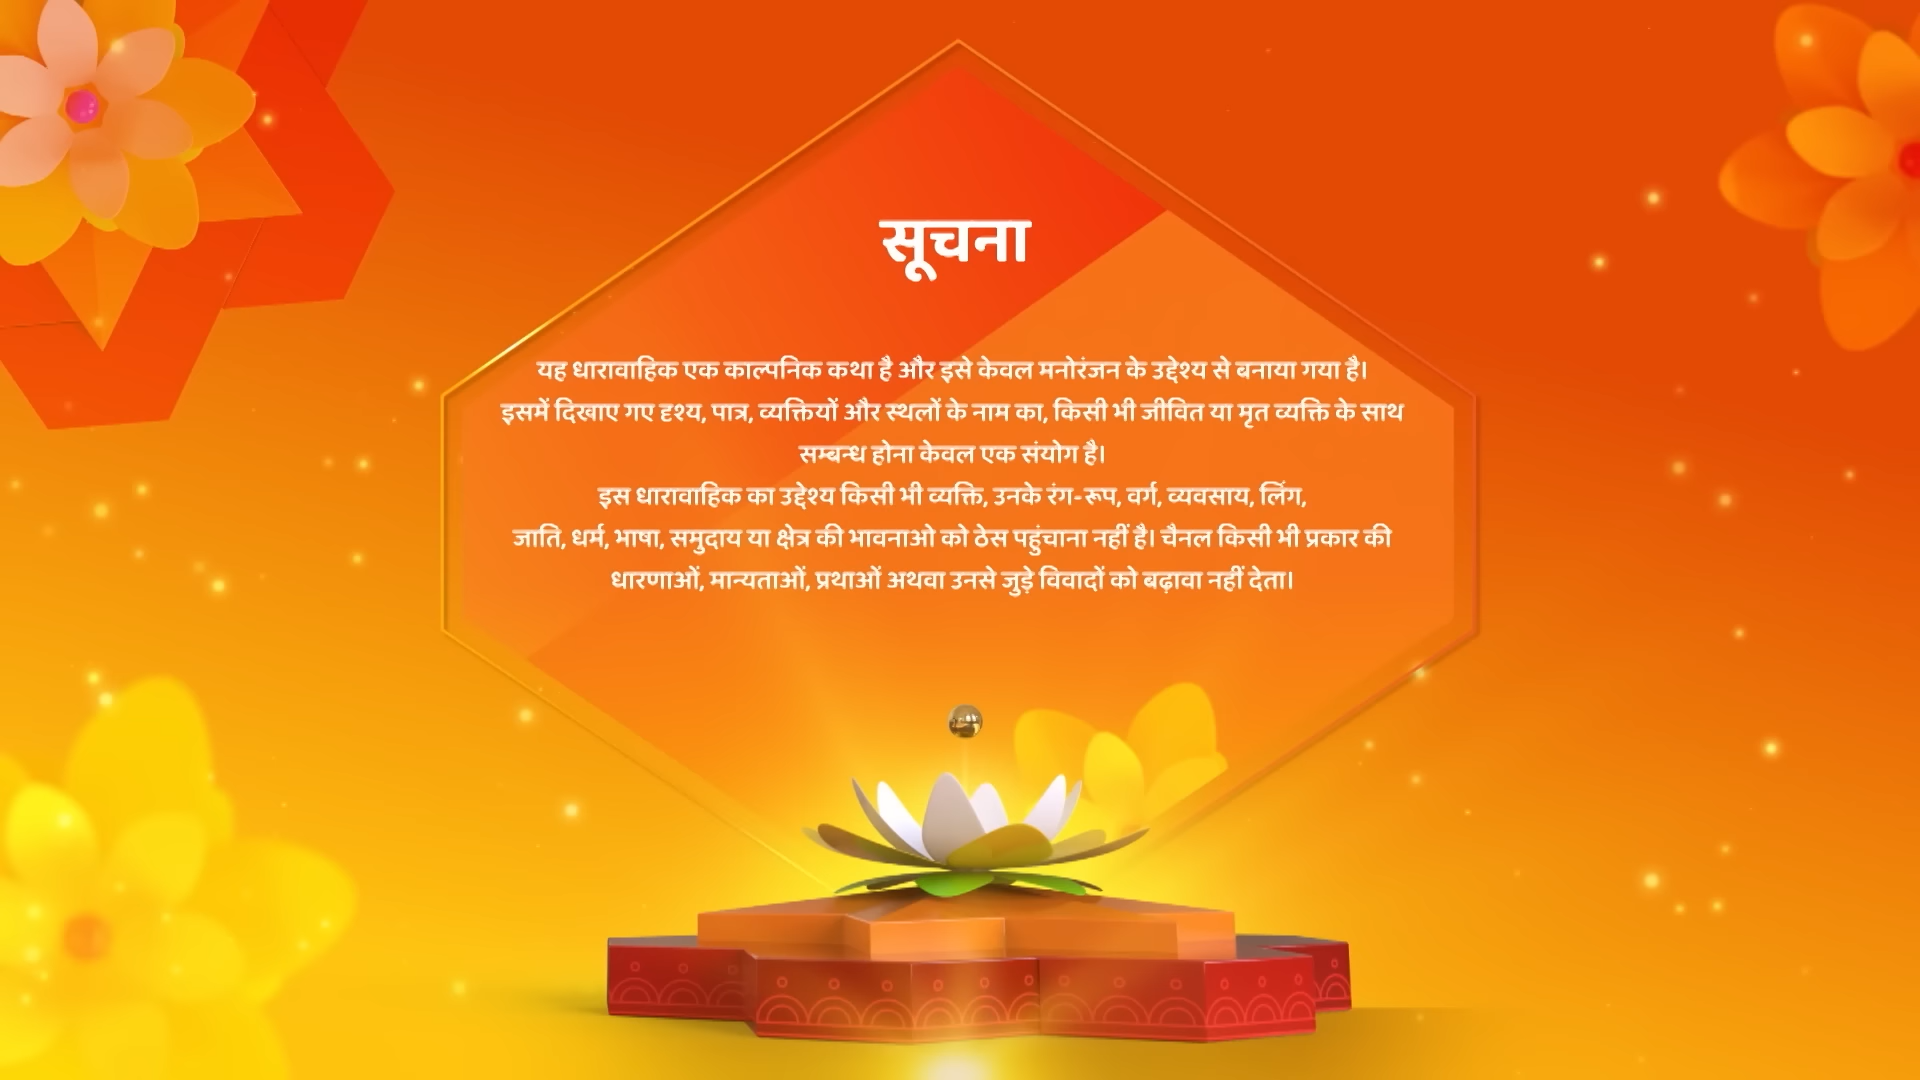 सूचना
यह धारावाहिक एक काल्पनिक कथा है और इसे केवल मनोरंजन के उद्देश्य से बनाया गया है।
इसमें दिखाए गए दृश्य, पात्र, व्यक्तियों और स्थलों के नाम का, किसी भी जीवित या मृत व्यक्ति के साथ
सम्बन्ध होना केवल एक संयोग है।
इस धारावाहिक का उद्देश्य किसी भी व्यक्ति, उनके रंग-रूप, वर्ग, व्यवसाय, लिंग,
जाति, धर्म, भाषा, समुदाय या क्षेत्र की भावनाओ को ठेस पहुंचाना नहीं है। चैनल किसी भी प्रकार की
धारणाओं, मान्यताओं, प्रथाओं अथवा उनसे जुड़े विवादों को बढ़ावा नहीं देता।